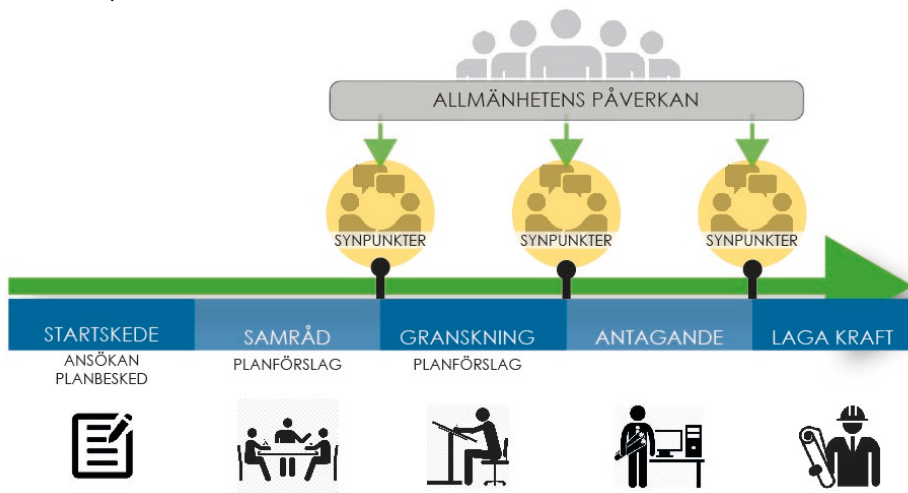 ALLMÄNHETENS PÅVERKAN
SYNPUNKTER
SYNPUNKTER
SYNPUNKTER
STARTSKEDE
SAMRÅD
GRANSKNING
ANTAGANDE
LAGA KRAFT
ANSÖKAN
PLANBESKED
PLANFÖRSLAG
PLANFÖRSLAG